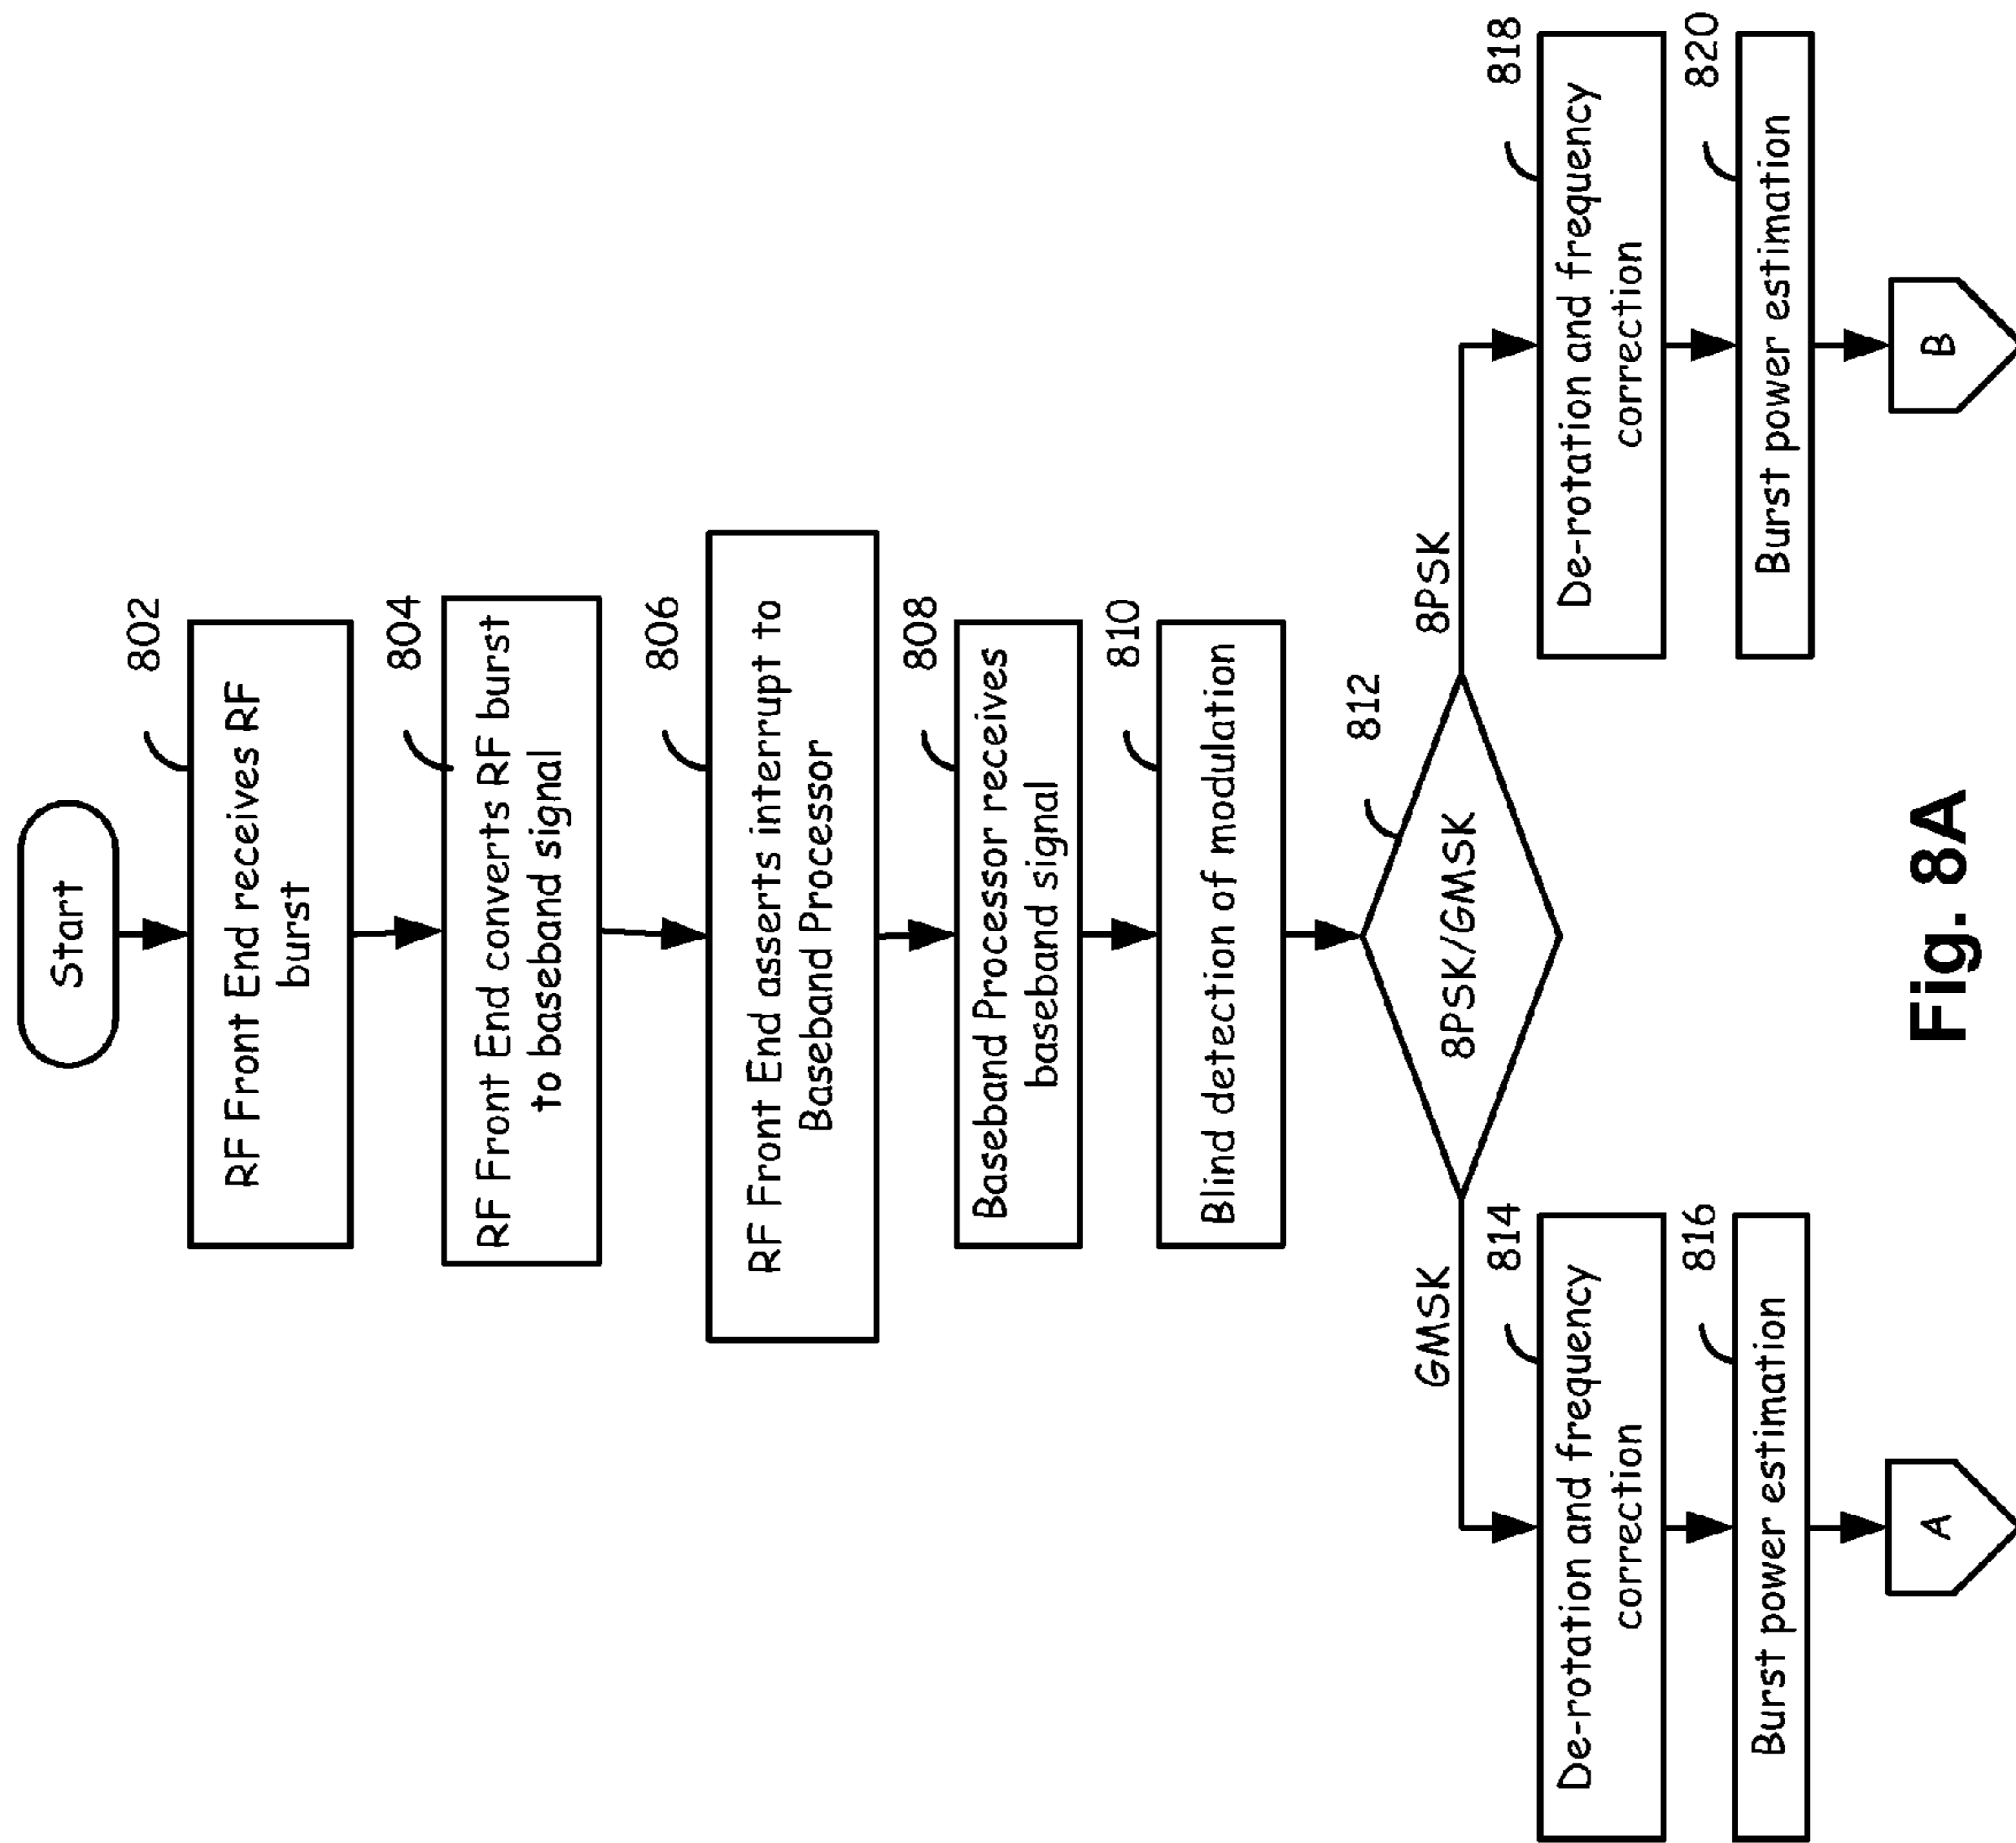 Start
802
RF Front End receives RF
burst
804
RF Front End converts RF burst
to baseband signal
806
RF Front End asserts interrupt to
Baseband Processor
808
Baseband Processor receives
baseband signal
810
Blind detection of modulation
812
8PSK/GMSK
GMSK
8PSK
814
De-rotation and frequency
correction
816
Burst power estimation
A
818
De-rotation and frequency
correction
820
Burst power estimation
B
Fig. 8A